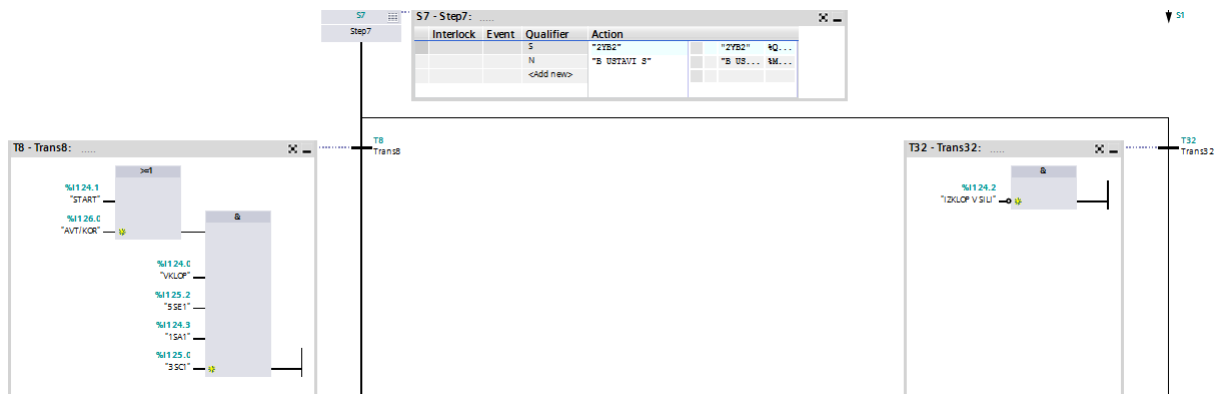 S7
Step7
S7 - Step7: .....
Interlock Event Qualifier Action
S "2YB2" "2YB2" %Q...
N "B USTAVI S" "B US... %M...
<Add new>
S1
T8
Trans8
T32
Trans32
T8 - Trans8: .....
>=1
%I124.1
"START"
%I126.0
"AVT/KOR"
&
%I124.0
"VKLOP"
%I125.2
"5SE1"
%I124.3
"1SA1"
%I125.0
"3SC1"
T32 - Trans32: .....
&
%I124.2
"IZKLOP V SILI"